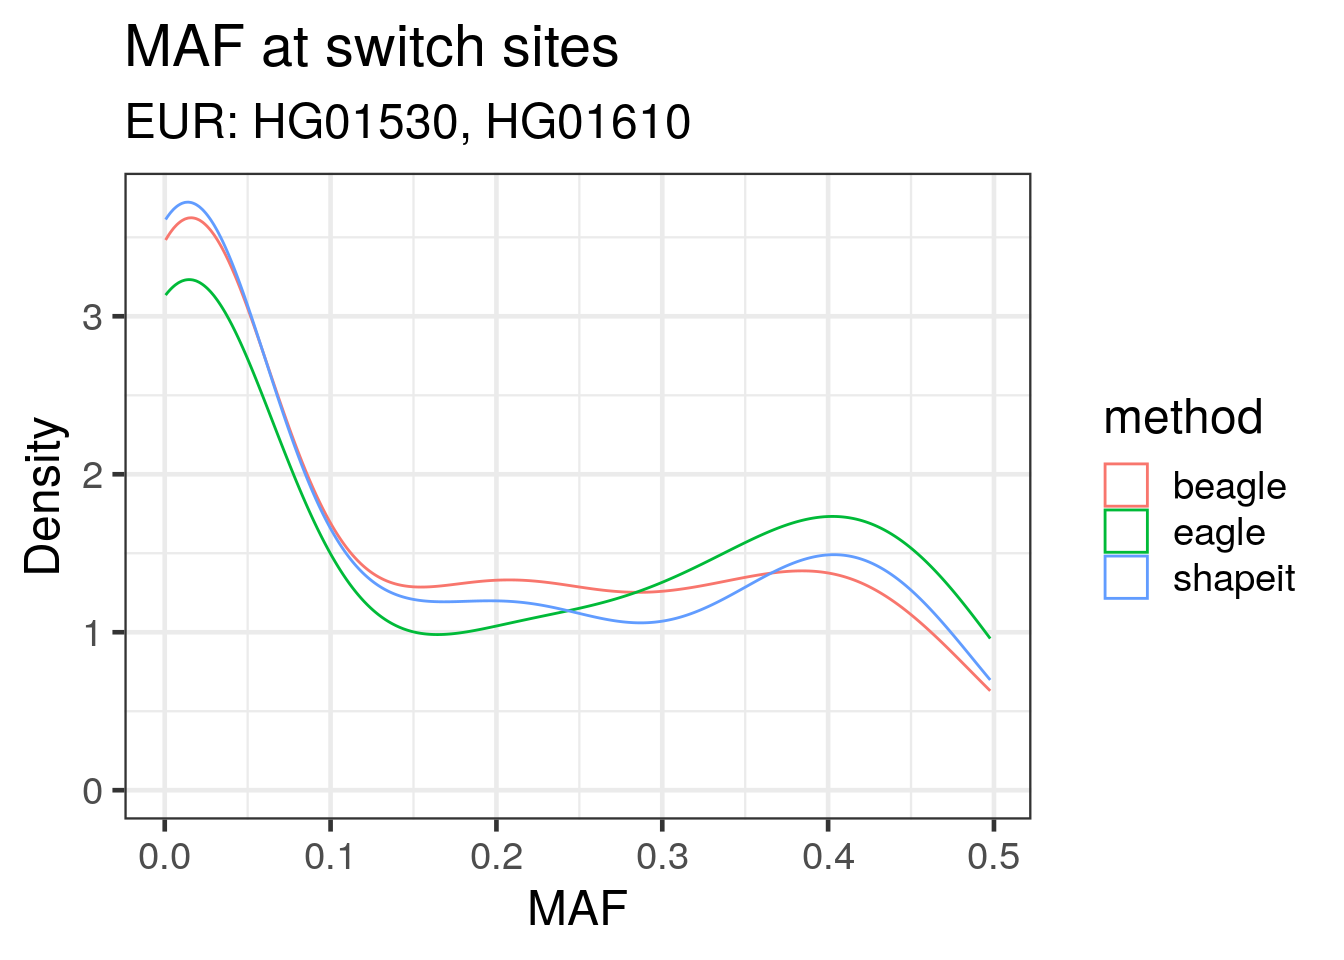 MAF at switch sites
EUR: HG01530, HG01610
Density
3
2
1
0
0.0 0.1 0.2 0.3 0.4 0.5
MAF
method
beagle
eagle
shapeit